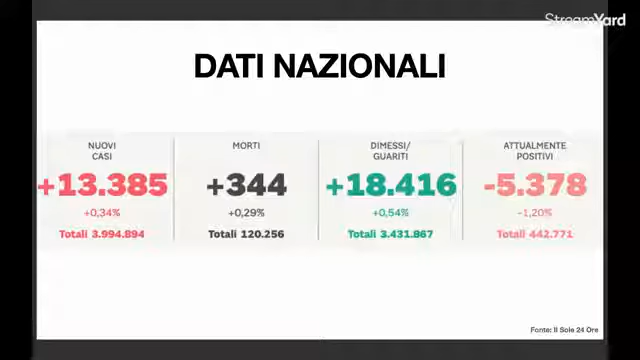 StreamYard
DATI NAZIONALI
NUOVI
CASI
+13.385
+0,34%
Totali 3.994.894
MORTI
+344
+0,29%
Totali 120.256
DIMESSI/
GUARITI
+18.416
+0,54%
Totali 3.431.867
ATTUALMENTE
POSITIVI
-5.378
-1,20%
Totali 442.771
Fonte: Il Sole 24 Ore